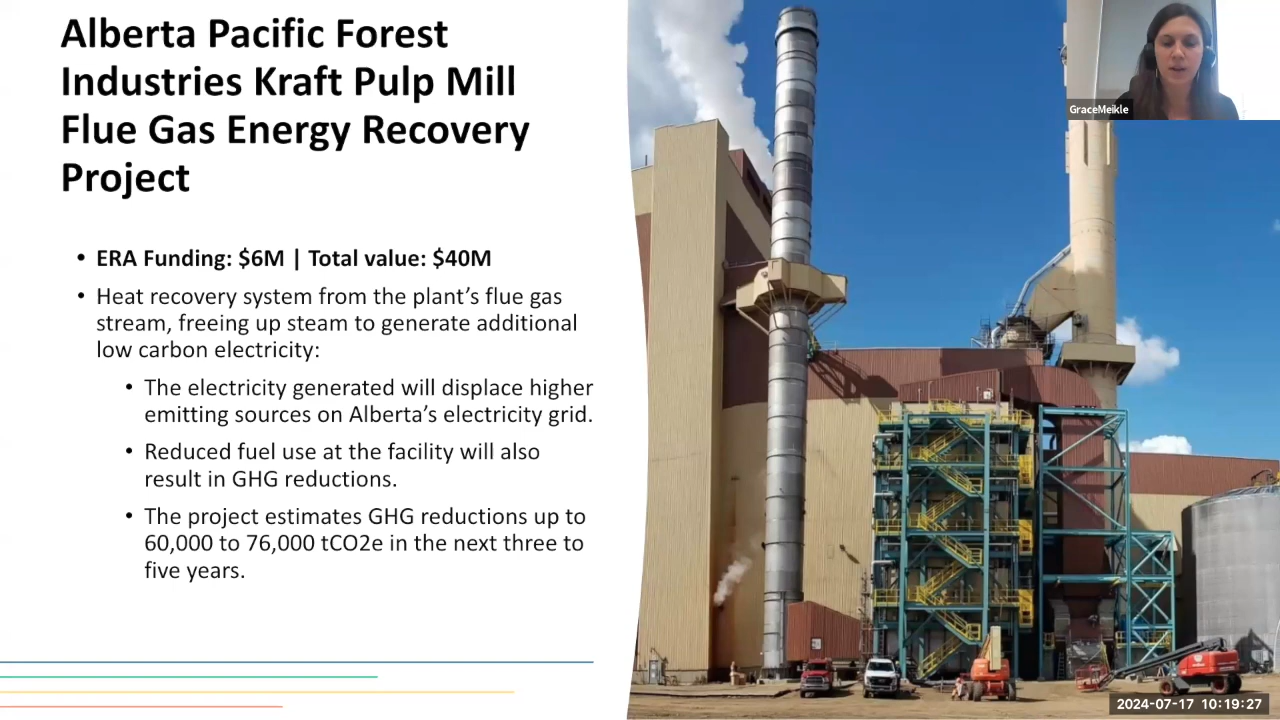 Alberta Pacific Forest
Industries Kraft Pulp Mill
Flue Gas Energy Recovery
Project
• ERA Funding: $6M | Total value: $40M
• Heat recovery system from the plant’s flue gas
stream, freeing up steam to generate additional
low carbon electricity:
• The electricity generated will displace higher
emitting sources on Alberta’s electricity grid.
• Reduced fuel use at the facility will also
result in GHG reductions.
• The project estimates GHG reductions up to
60,000 to 76,000 tCO2e in the next three to
five years.
GraceMeikle
2024-07-17 10:19:27